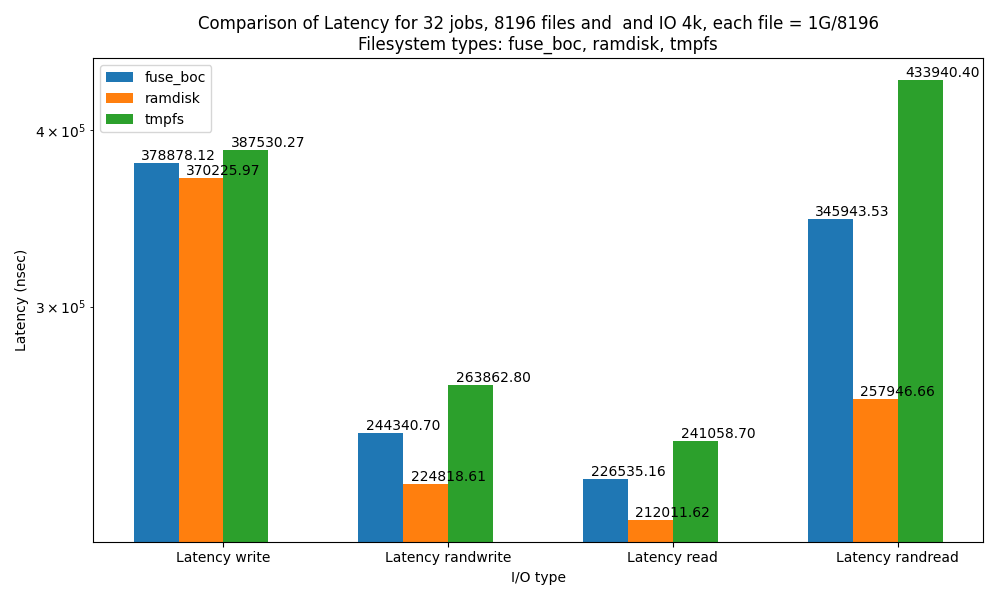 Comparison of Latency for 32 jobs, 8196 files and  and IO 4k, each file = 1G/8196
Filesystem types: fuse_boc, ramdisk, tmpfs
fuse_boc
ramdisk
tmpfs
433940.40
4 × 10⁵
378878.12
370225.97
387530.27
345943.53
3 × 10⁵
Latency (nsec)
244340.70
224818.61
263862.80
226535.16
212011.62
241058.70
257946.66
Latency write
Latency randwrite
Latency read
Latency randread
I/O type